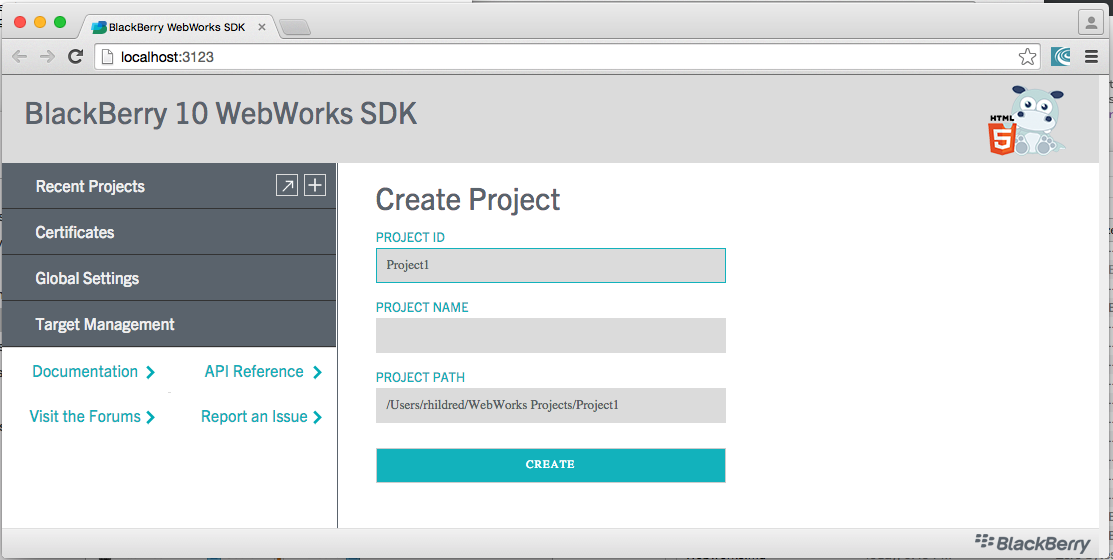 BlackBerry WebWorks SDK
localhost:3123
BlackBerry 10 WebWorks SDK
HTML
5
Recent Projects
Certificates
Global Settings
Target Management
Documentation
API Reference
Visit the Forums
Report an Issue
Create Project
PROJECT ID
Project1
PROJECT NAME
PROJECT PATH
/Users/rhildred/WebWorks Projects/Project1
CREATE
BlackBerry